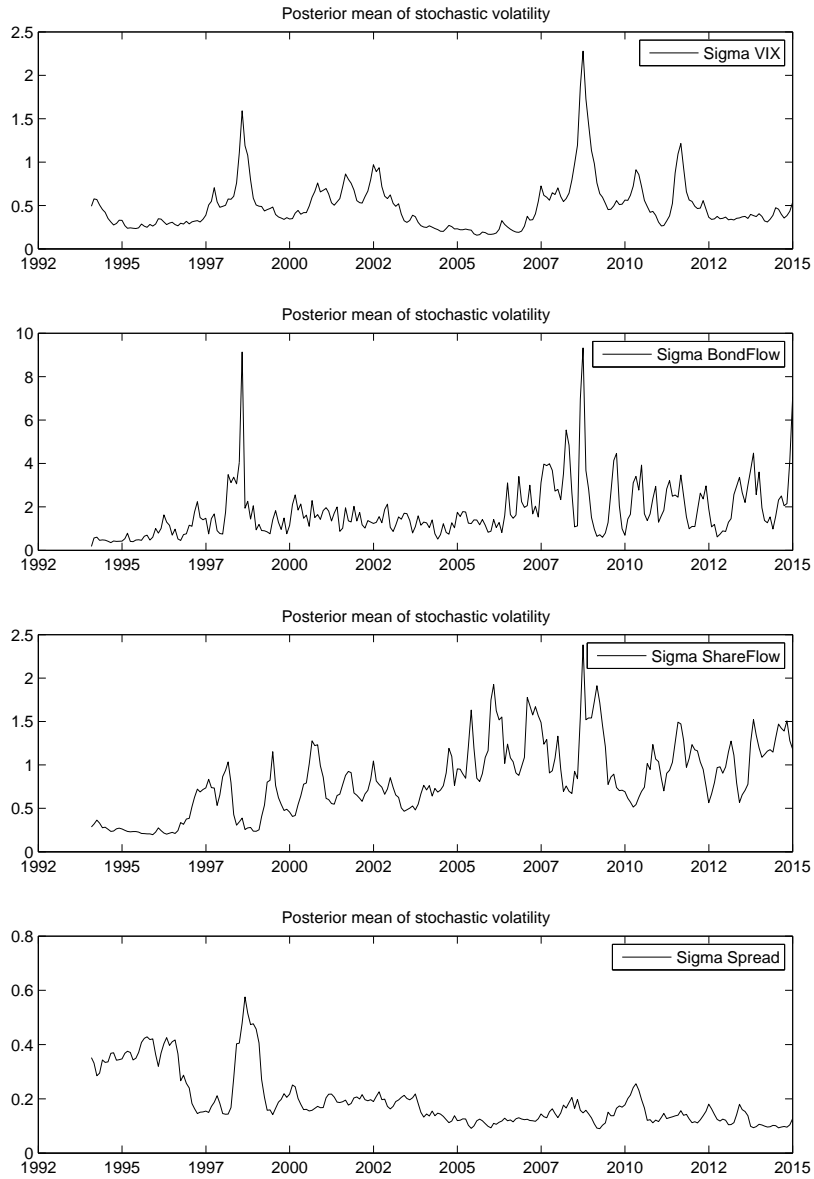 Posterior mean of stochastic volatility
2.5
Sigma VIX
2
1.5
1
0.5
0
1992 1995 1997 2000 2002 2005 2007 2010 2012 2015
Posterior mean of stochastic volatility
10
Sigma BondFlow
8
6
4
2
0
1992 1995 1997 2000 2002 2005 2007 2010 2012 2015
Posterior mean of stochastic volatility
2.5
Sigma ShareFlow
2
1.5
1
0.5
0
1992 1995 1997 2000 2002 2005 2007 2010 2012 2015
Posterior mean of stochastic volatility
0.8
Sigma Spread
0.6
0.4
0.2
0
1992 1995 1997 2000 2002 2005 2007 2010 2012 2015